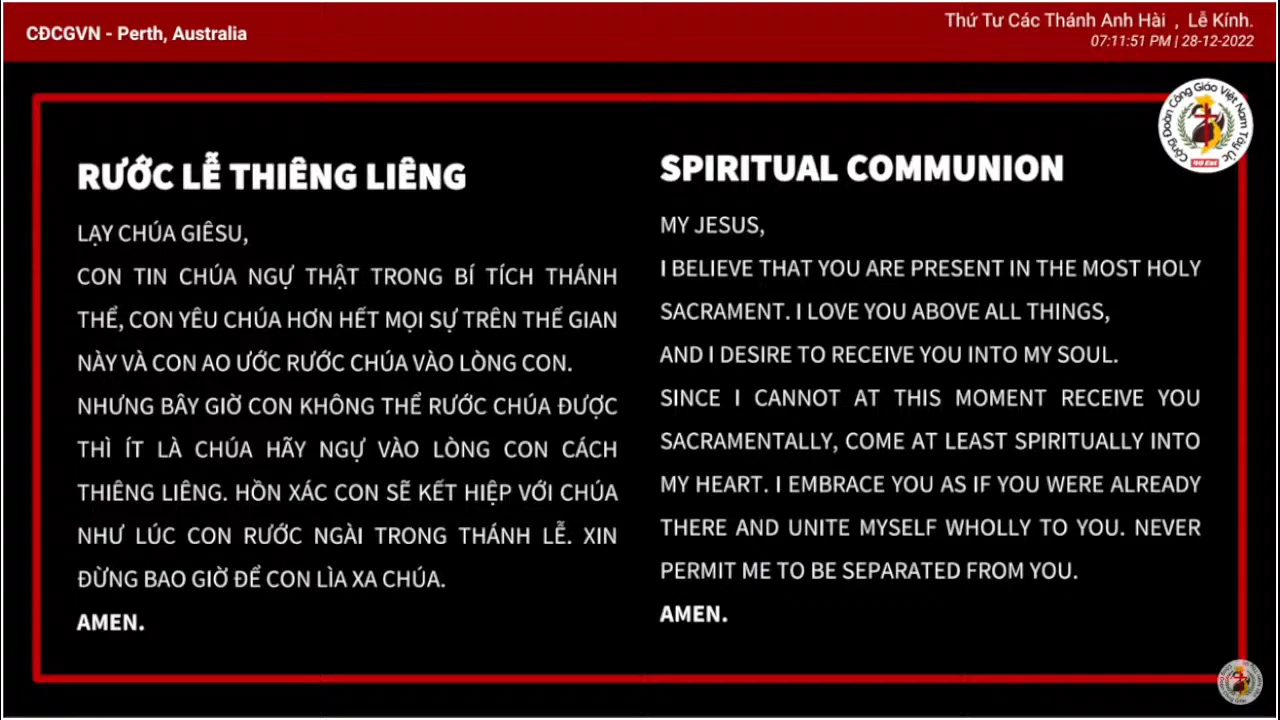 CĐCGVN - Perth, Australia
Thứ Tư Các Thánh Anh Hài , Lễ Kính.
07:11:51 PM | 28-12-2022
Cộng Đoàn Công Giáo Việt Nam Tây Úc
RƯỚC LỄ THIÊNG LIÊNG
LẠY CHÚA GIÊSU,
CON TIN CHÚA NGỰ THẬT TRONG BÍ TÍCH THÁNH
THỂ, CON YÊU CHÚA HƠN HẾT MỌI SỰ TRÊN THẾ GIAN
NÀY VÀ CON AO ƯỚC RƯỚC CHÚA VÀO LÒNG CON.
NHƯNG BÂY GIỜ CON KHÔNG THỂ RƯỚC CHÚA ĐƯỢC
THÌ ÍT LÀ CHÚA HÃY NGỰ VÀO LÒNG CON CÁCH
THIÊNG LIÊNG. HỒN XÁC CON SẼ KẾT HIỆP VỚI CHÚA
NHƯ LÚC CON RƯỚC NGÀI TRONG THÁNH LỄ. XIN
ĐỪNG BAO GIỜ ĐỂ CON LÌA XA CHÚA.
AMEN.
SPIRITUAL COMMUNION
MY JESUS,
I BELIEVE THAT YOU ARE PRESENT IN THE MOST HOLY
SACRAMENT. I LOVE YOU ABOVE ALL THINGS,
AND I DESIRE TO RECEIVE YOU INTO MY SOUL.
SINCE I CANNOT AT THIS MOMENT RECEIVE YOU
SACRAMENTALLY, COME AT LEAST SPIRITUALLY INTO
MY HEART. I EMBRACE YOU AS IF YOU WERE ALREADY
THERE AND UNITE MYSELF WHOLLY TO YOU. NEVER
PERMIT ME TO BE SEPARATED FROM YOU.
AMEN.